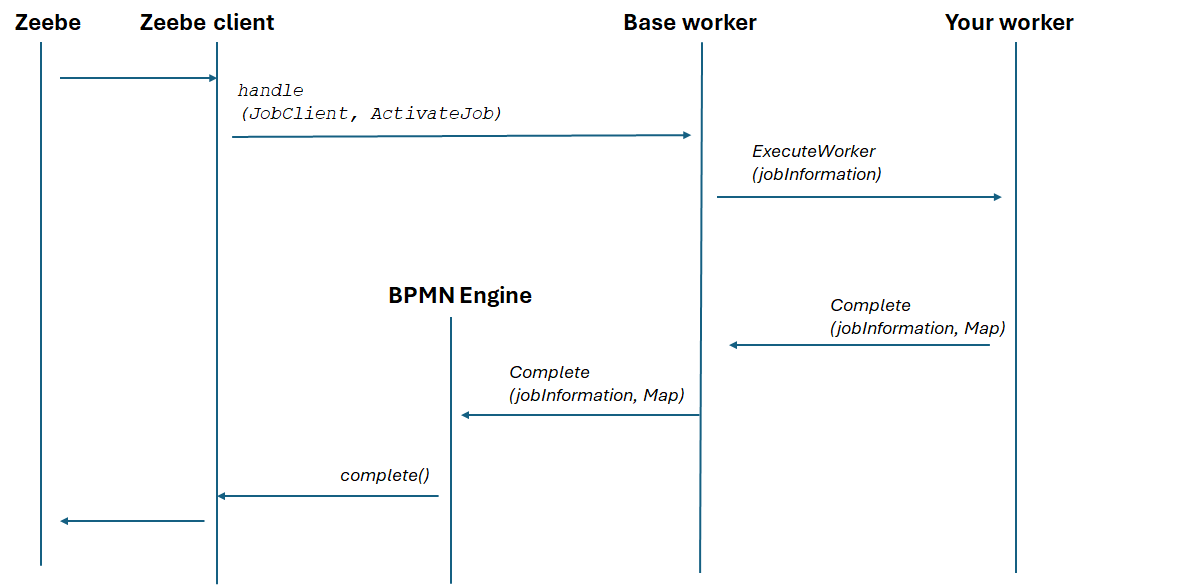 Zeebe
Zeebe client
Base worker
Your worker
handle
(JobClient, ActivateJob)
ExecuteWorker
(jobInformation)
BPMN Engine
Complete
(jobInformation, Map)
Complete
(jobInformation, Map)
complete()